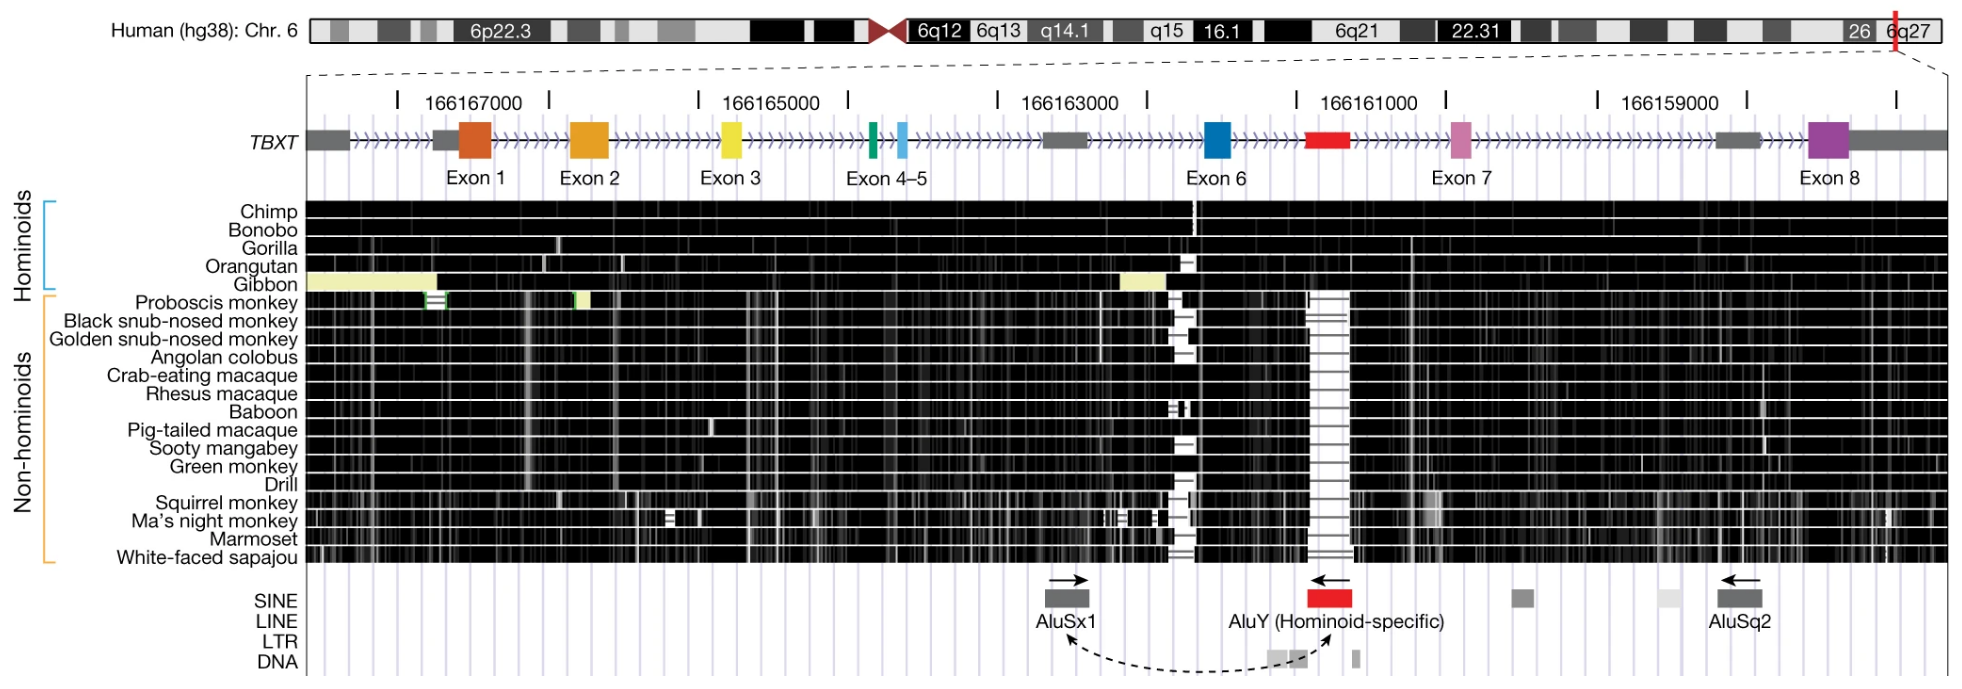 Human (hg38): Chr. 6 6p22.3 6q12 6q13 q14.1 q15 16.1 6q21 22.31 26 6q27
166167000 166165000 166163000 166161000 166159000
TBXT
Exon 1 Exon 2 Exon 3 Exon 4–5 Exon 6 Exon 7 Exon 8
Hominoids
Chimp
Bonobo
Gorilla
Orangutan
Gibbon
Non-hominoids
Proboscis monkey
Black snub-nosed monkey
Golden snub-nosed monkey
Angolan colobus
Crab-eating macaque
Rhesus macaque
Baboon
Pig-tailed macaque
Sooty mangabey
Green monkey
Drill
Squirrel monkey
Ma's night monkey
Marmoset
White-faced sapajou
SINE
LINE AluSx1 AluY (Hominoid-specific) AluSq2
LTR
DNA